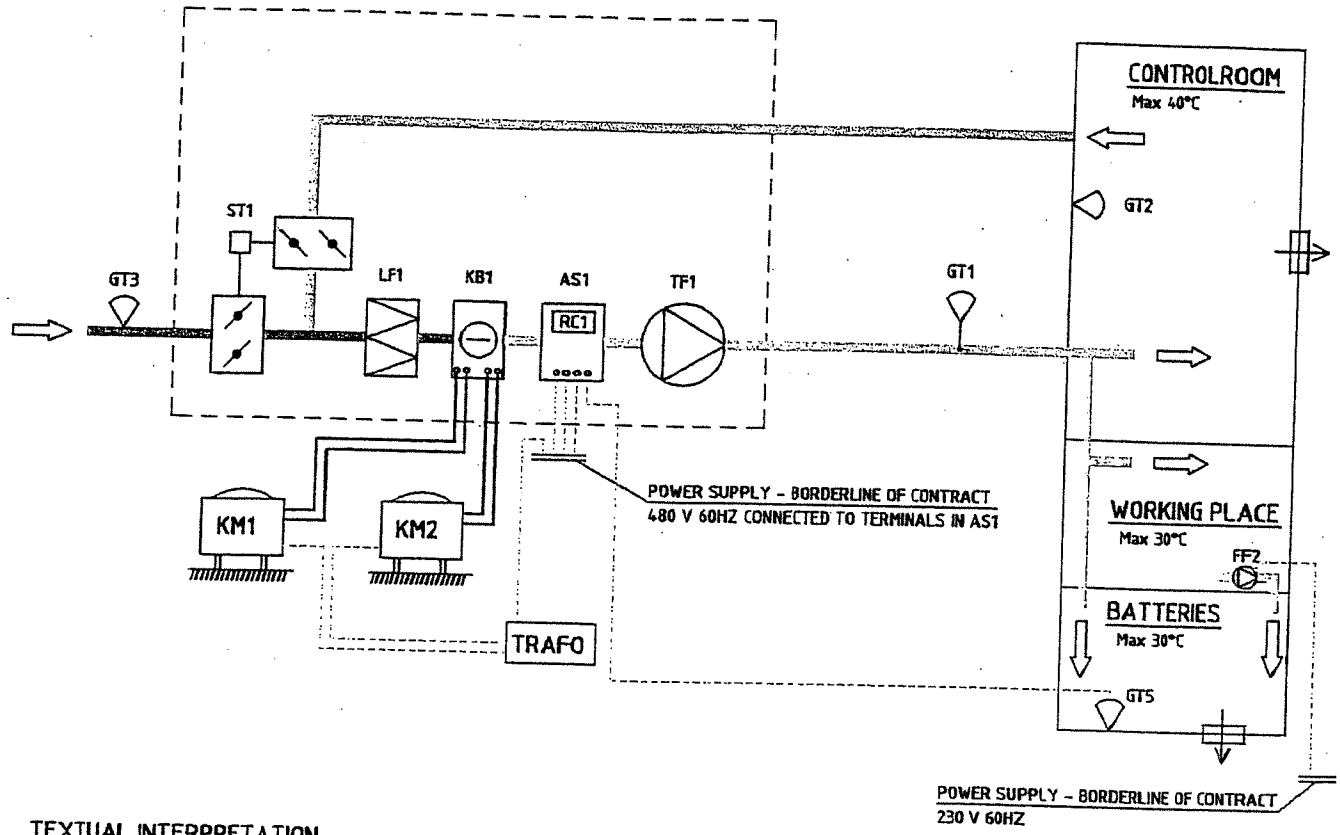 CONTROLROOM
Max 40°C
GT2
ST1
GT3
LF1
KB1
AS1
RC1
TF1
GT1
POWER SUPPLY - BORDERLINE OF CONTRACT
480 V 60HZ CONNECTED TO TERMINALS IN AS1
KM1
KM2
WORKING PLACE
Max 30°C
FF2
BATTERIES
Max 30°C
TRAFO
GT5
POWER SUPPLY - BORDERLINE OF CONTRACT
230 V 60HZ
TEXTUAL INTERPRETATION